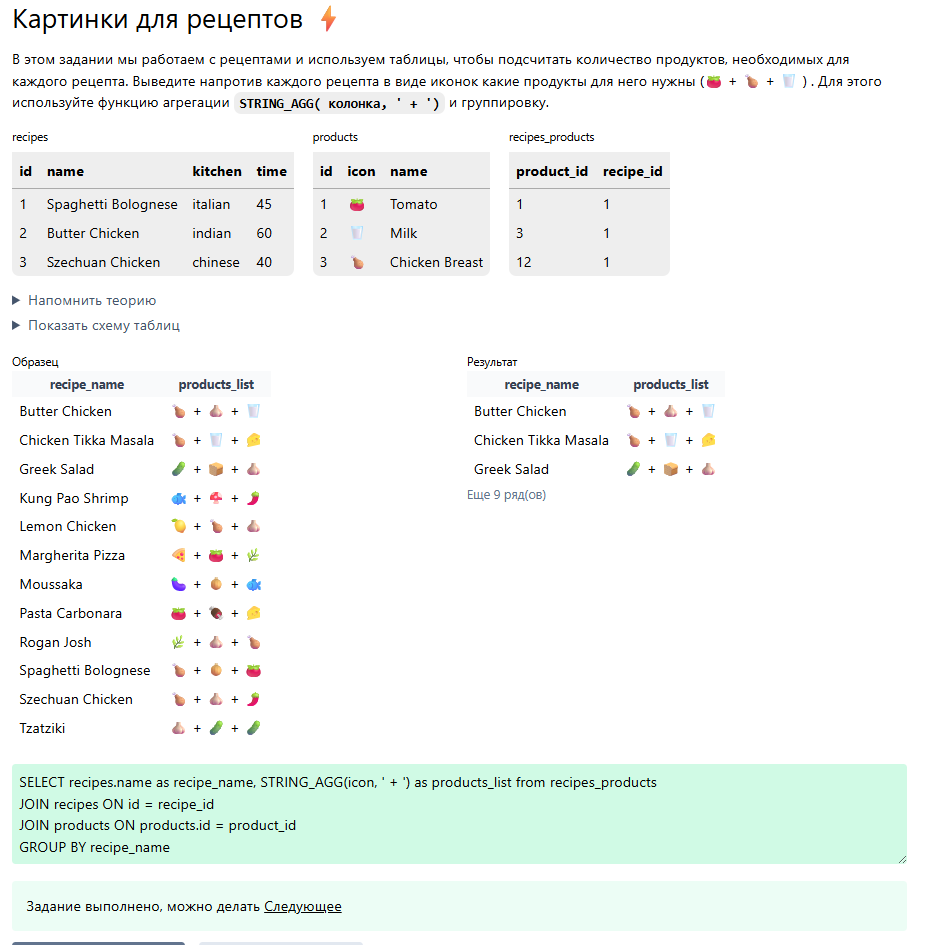 Картинки для рецептов ⚡
В этом задании мы работаем с рецептами и используем таблицы, чтобы подсчитать количество продуктов, необходимых для
каждого рецепта. Выведите напротив каждого рецепта в виде иконок какие продукты для него нужны (🍅 + 🍗 + 🥛 ) . Для этого
используйте функцию агрегации STRING_AGG( колонка, ' + ') и группировку.
recipes
id name kitchen time
1 Spaghetti Bolognese italian 45
2 Butter Chicken indian 60
3 Szechuan Chicken chinese 40
products
id icon name
1 🍅 Tomato
2 🥛 Milk
3 🍗 Chicken Breast
recipes_products
product_id recipe_id
1 1
3 1
12 1
▶ Напомнить теорию
▶ Показать схему таблиц
Образец
recipe_name products_list
Butter Chicken 🍗 + 🧄 + 🥛
Chicken Tikka Masala 🍗 + 🥛 + 🧀
Greek Salad 🥒 + 📦 + 🧄
Kung Pao Shrimp 🐟 + 🍄 + 🌶
Lemon Chicken 🍋 + 🍗 + 🧄
Margherita Pizza 🍕 + 🍅 + 🌿
Moussaka 🍆 + 🧅 + 🐟
Pasta Carbonara 🍅 + 🍖 + 🧀
Rogan Josh 🌿 + 🧄 + 🍗
Spaghetti Bolognese 🍗 + 🧅 + 🍅
Szechuan Chicken 🍗 + 🧄 + 🌶
Tzatziki 🧄 + 🥒 + 🥒
Результат
recipe_name products_list
Butter Chicken 🍗 + 🧄 + 🥛
Chicken Tikka Masala 🍗 + 🥛 + 🧀
Greek Salad 🥒 + 📦 + 🧄
Еще 9 ряд(ов)
SELECT recipes.name as recipe_name, STRING_AGG(icon, ' + ') as products_list from recipes_products
JOIN recipes ON id = recipe_id
JOIN products ON products.id = product_id
GROUP BY recipe_name
Задание выполнено, можно делать Следующее